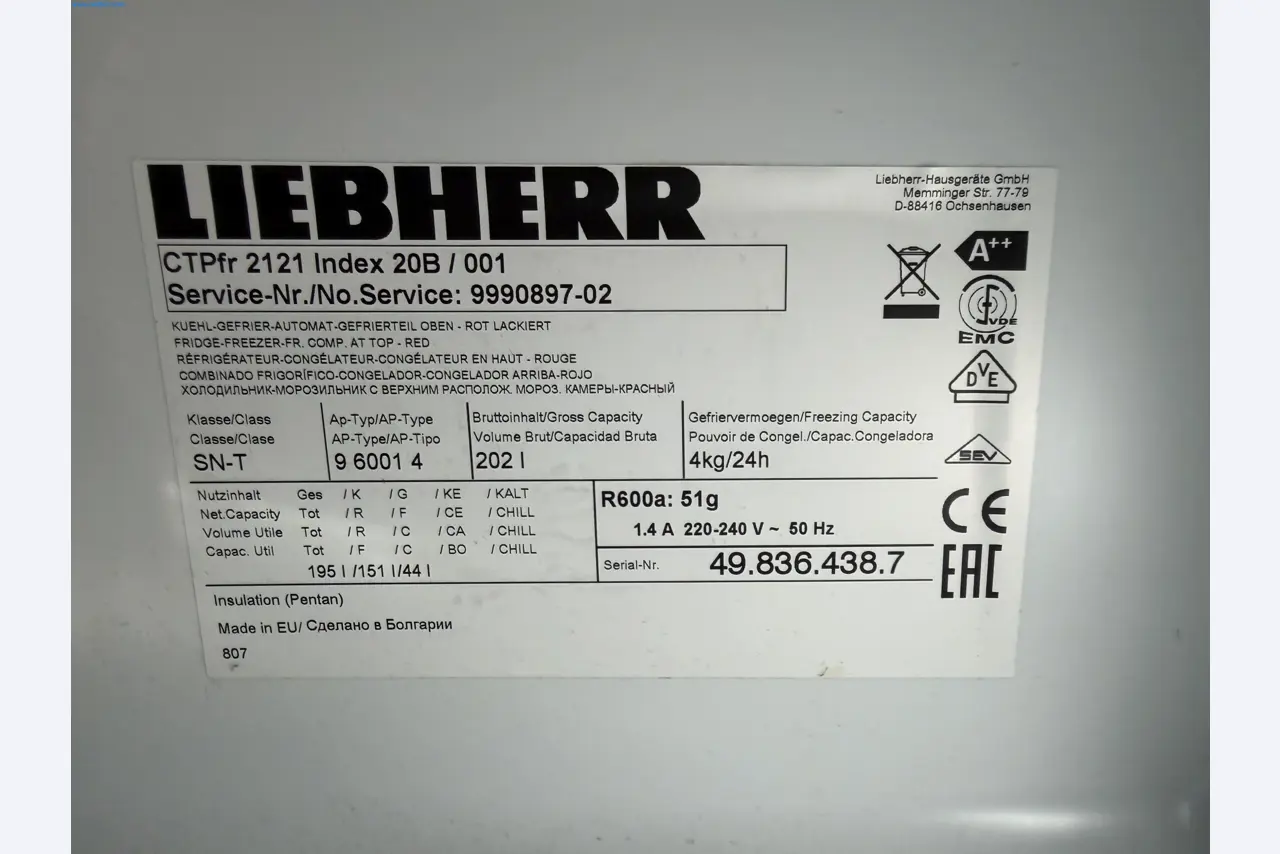 LIEBHERR
Liebherr-Hausgeräte GmbH
Memminger Str. 77-79
D-88416 Ochsenhausen
CTPfr 2121 Index 20B / 001
Service-Nr./No.Service: 9990897-02
A++
VDE
EMC
DVE
SEV
CE
EAC
KUEHL-GEFRIER-AUTOMAT-GEFRIERTEIL OBEN - ROT LACKIERT
FRIDGE-FREEZER-FR. COMP. AT TOP - RED
RÉFRIGÉRATEUR-CONGÉLATEUR-CONGÉLATEUR EN HAUT - ROUGE
COMBINADO FRIGORÍFICO-CONGELADOR-CONGELADOR ARRIBA-ROJO
ХОЛОДИЛЬНИК-МОРОЗИЛЬНИК С ВЕРХНИМ РАСПОЛОЖ. МОРОЗ. КАМЕРЫ-КРАСНЫЙ
Klasse/Class
Classe/Clase
SN-T
Ap-Typ/AP-Type
AP-Type/AP-Tipo
9 6001 4
Bruttoinhalt/Gross Capacity
Volume Brut/Capacidad Bruta
202 l
Gefriervermoegen/Freezing Capacity
Pouvoir de Congel./Capac.Congeladora
4kg/24h
Nutzinhalt Ges / K / G / KE / KALT
Net.Capacity Tot / R / F / CE / CHILL
Volume Utile Tot / R / C / CA / CHILL
Capac. Util Tot / F / C / BO / CHILL
195 l /151 l/44 l
R600a: 51g
1.4 A 220-240 V ~ 50 Hz
Serial-Nr. 49.836.438.7
Insulation (Pentan)
Made in EU/ Сделано в Болгарии
807